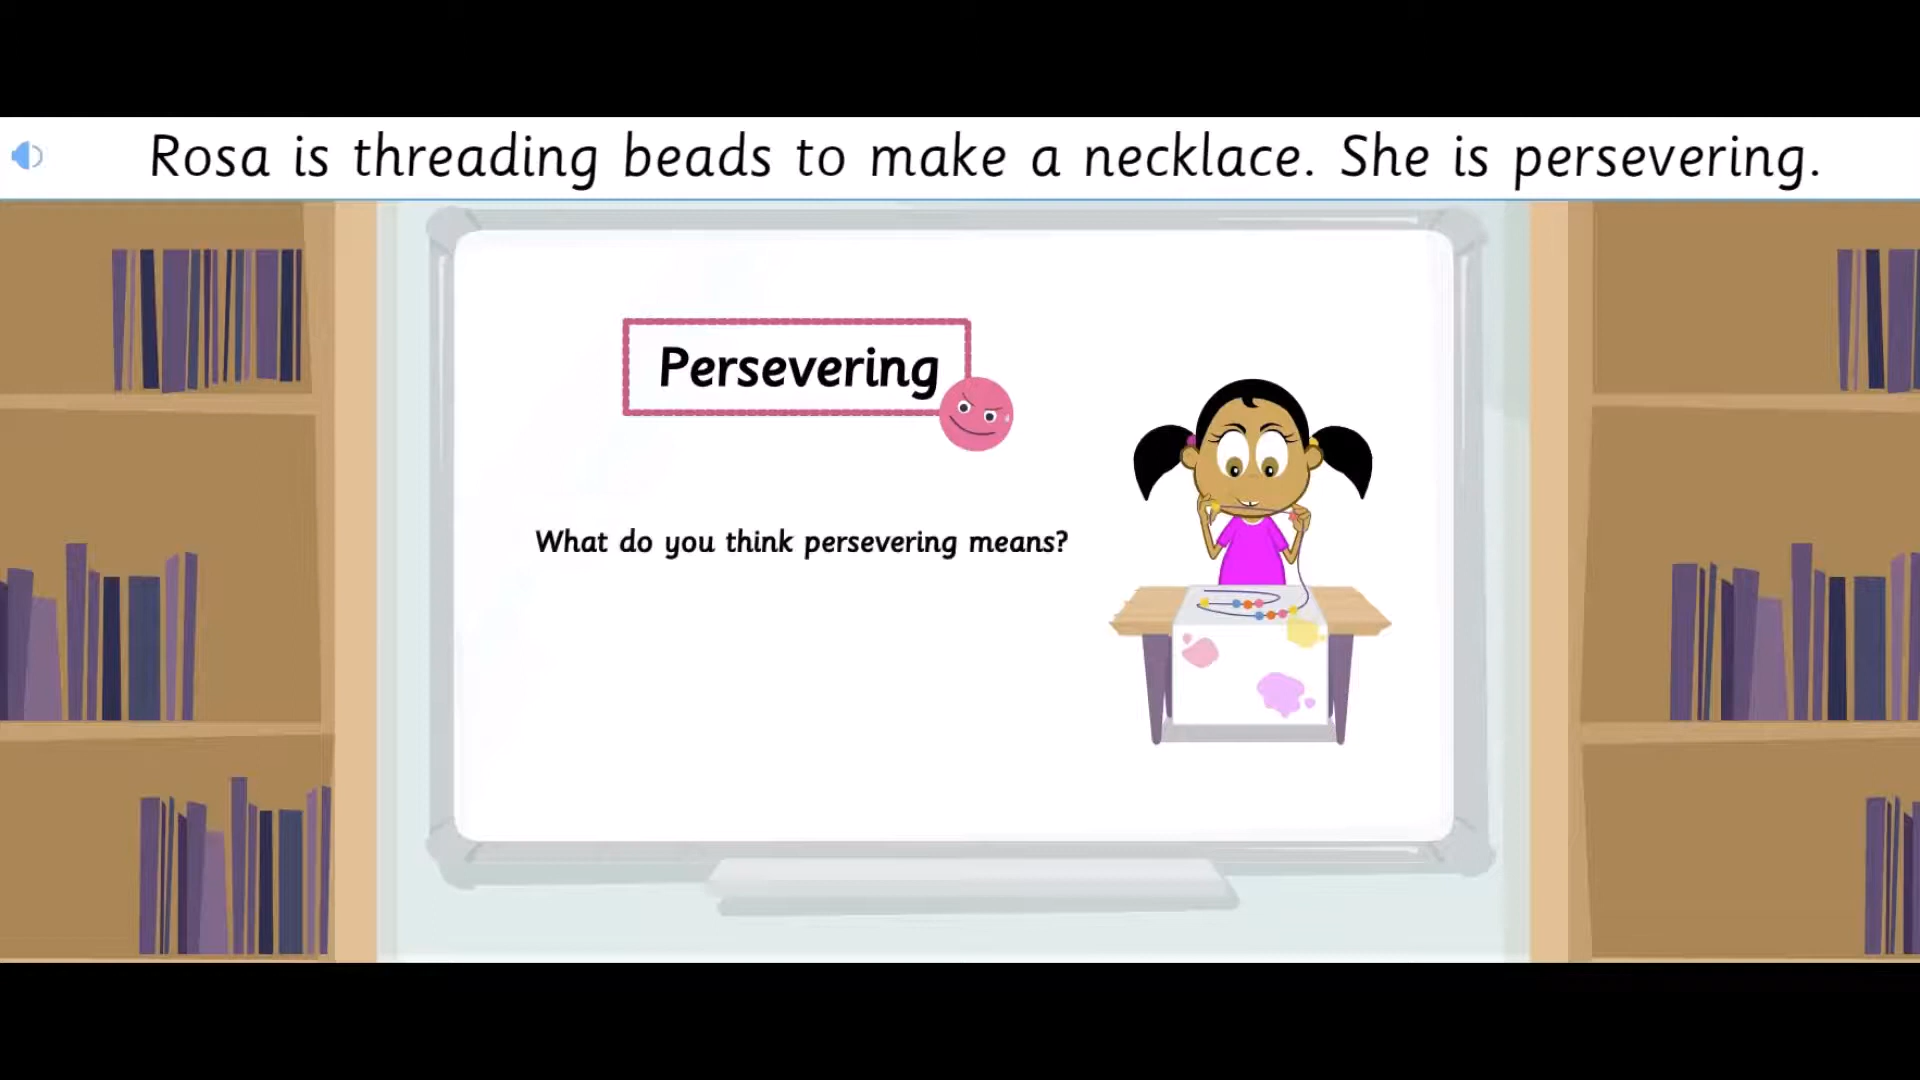 Rosa is threading beads to make a necklace. She is persevering.
Persevering
What do you think persevering means?